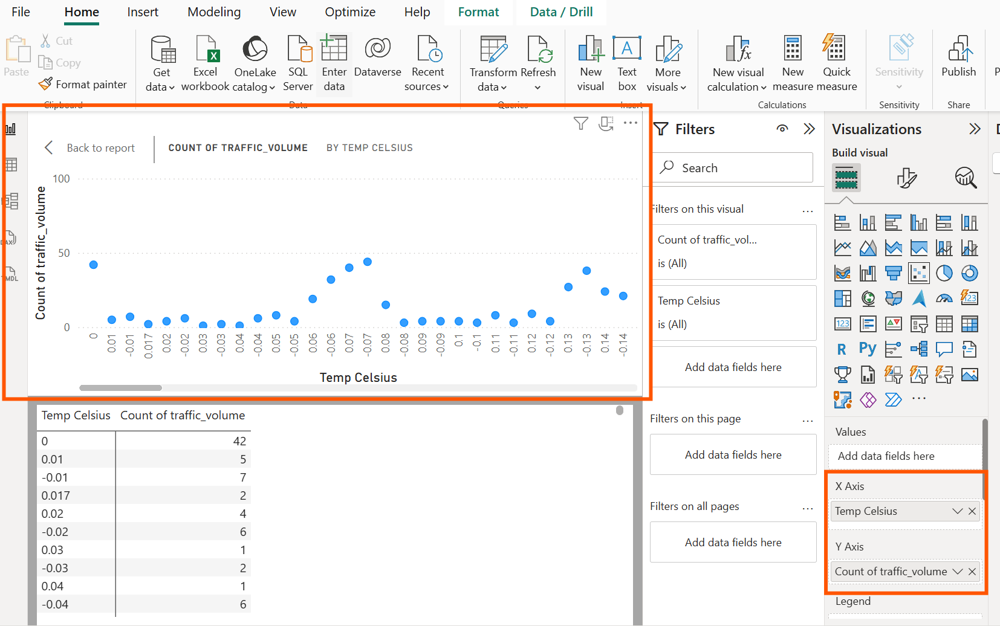 File Home Insert Modeling View Optimize Help Format Data / Drill
Paste
Cut
Copy
Format painter
Clipboard
Get data
Excel workbook
OneLake catalog
SQL Server
Enter data
Dataverse
Recent sources
Data
Transform data
Refresh
Queries
New visual
Text box
More visuals
Insert
New visual calculation
New measure
Quick measure
Calculations
Sensitivity
Sensitivity
Publish
Share
Back to report
COUNT OF TRAFFIC_VOLUME BY TEMP CELSIUS
Count of traffic_volume
100
50
0
0 0.01 -0.01 0.017 0.02 -0.02 0.03 -0.03 0.04 -0.04 0.05 -0.05 0.06 -0.06 0.07 -0.07 0.08 -0.08 0.09 -0.09 0.1 -0.1 0.11 -0.11 0.12 -0.12 0.13 -0.13 0.14 -0.14
Temp Celsius
Temp Celsius Count of traffic_volume
0 42
0.01 5
-0.01 7
0.017 2
0.02 4
-0.02 6
0.03 1
-0.03 2
0.04 1
-0.04 6
Filters
Search
Filters on this visual
Count of traffic_vol...
is (All)
Temp Celsius
is (All)
Add data fields here
Filters on this page
Add data fields here
Filters on all pages
Add data fields here
Visualizations
Build visual
123
123
R Py
Values
Add data fields here
X Axis
Temp Celsius
Y Axis
Count of traffic_volume
Legend